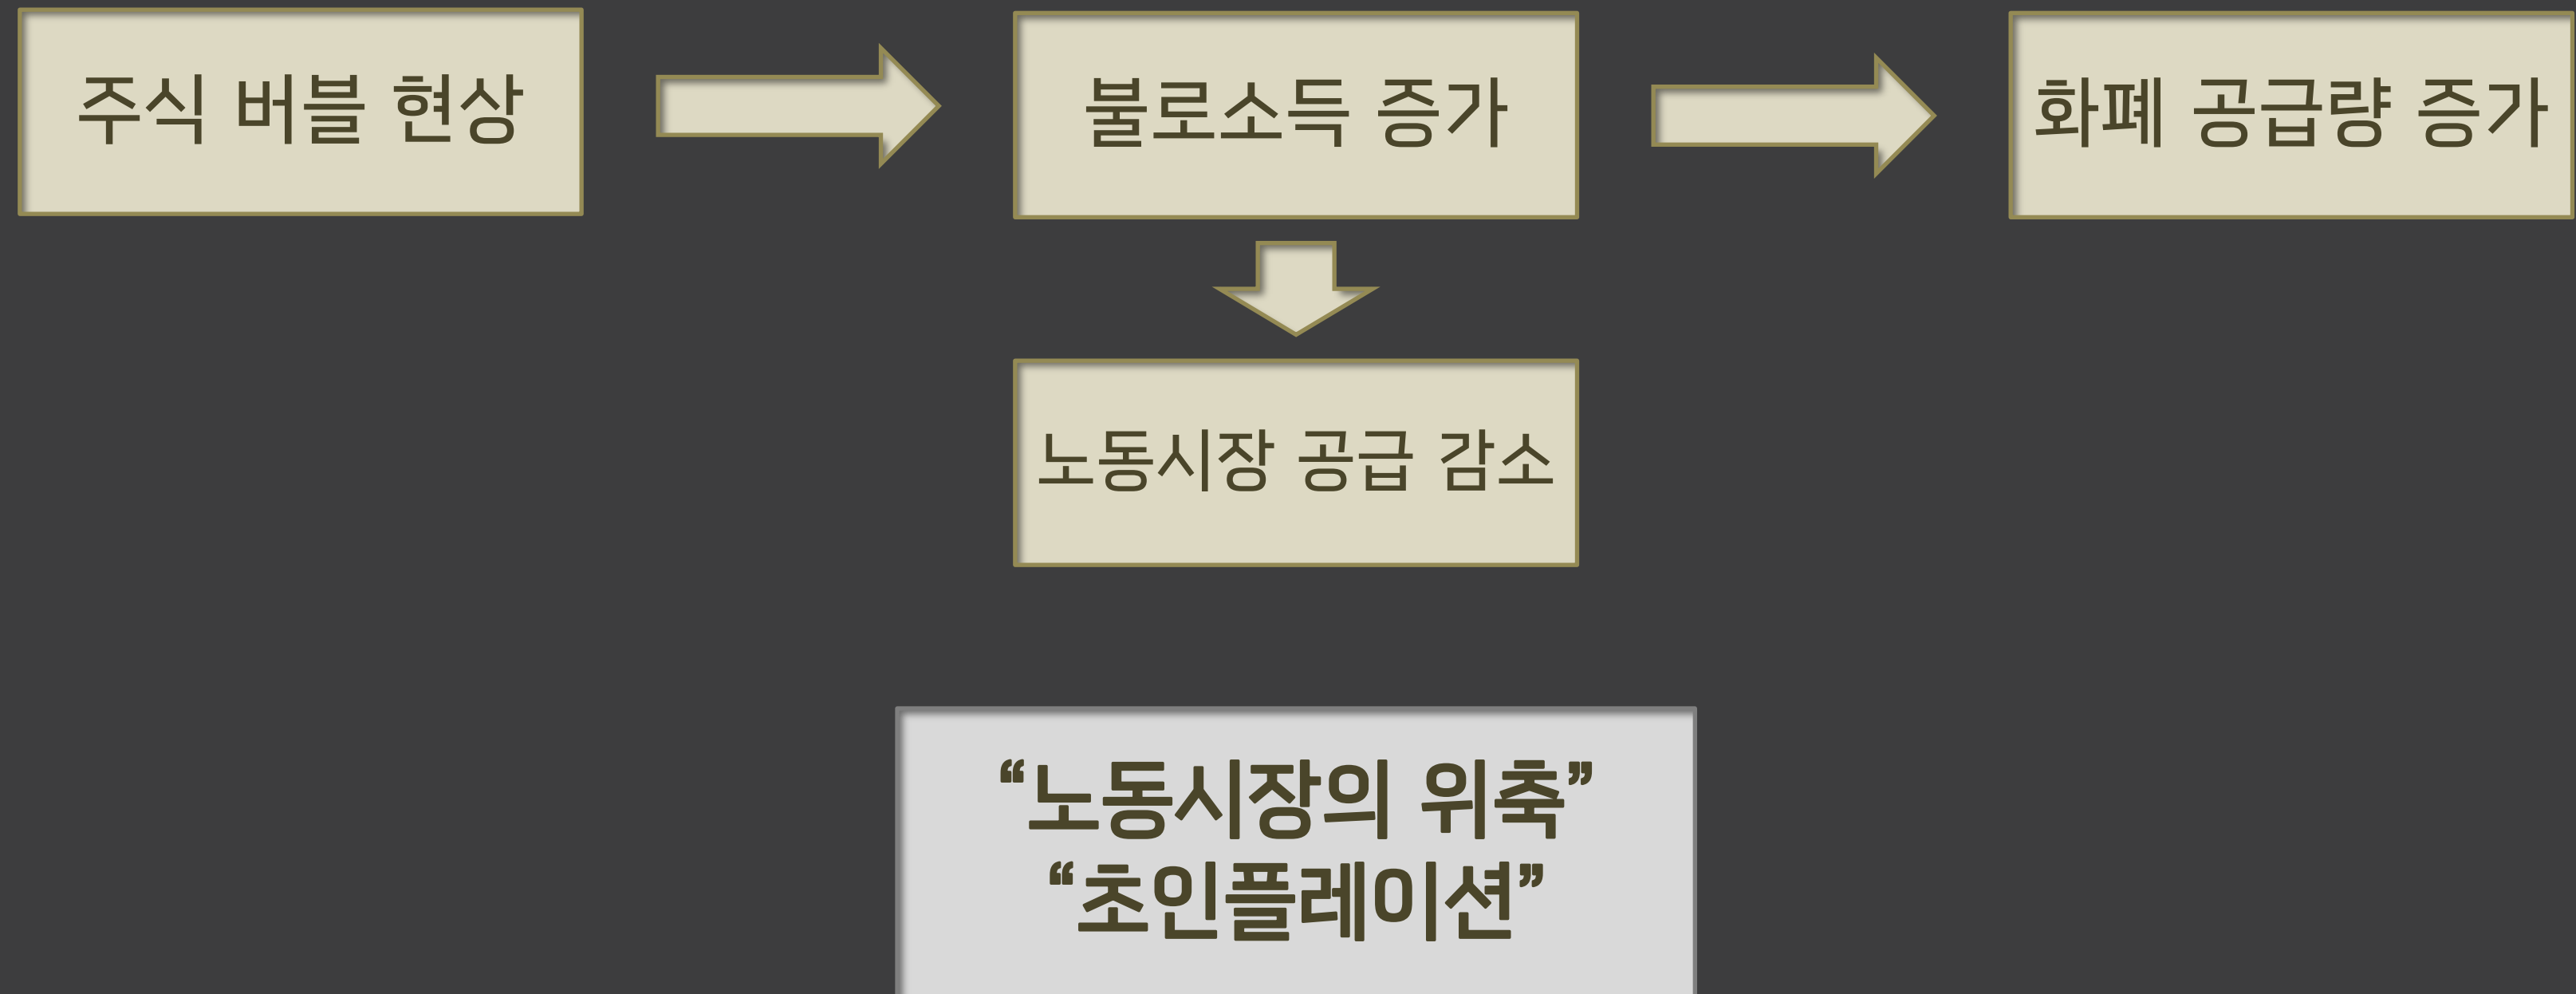 주식 버블 현상
불로소득 증가
화폐 공급량 증가
노동시장 공급 감소
“노동시장의 위축”
“초인플레이션”